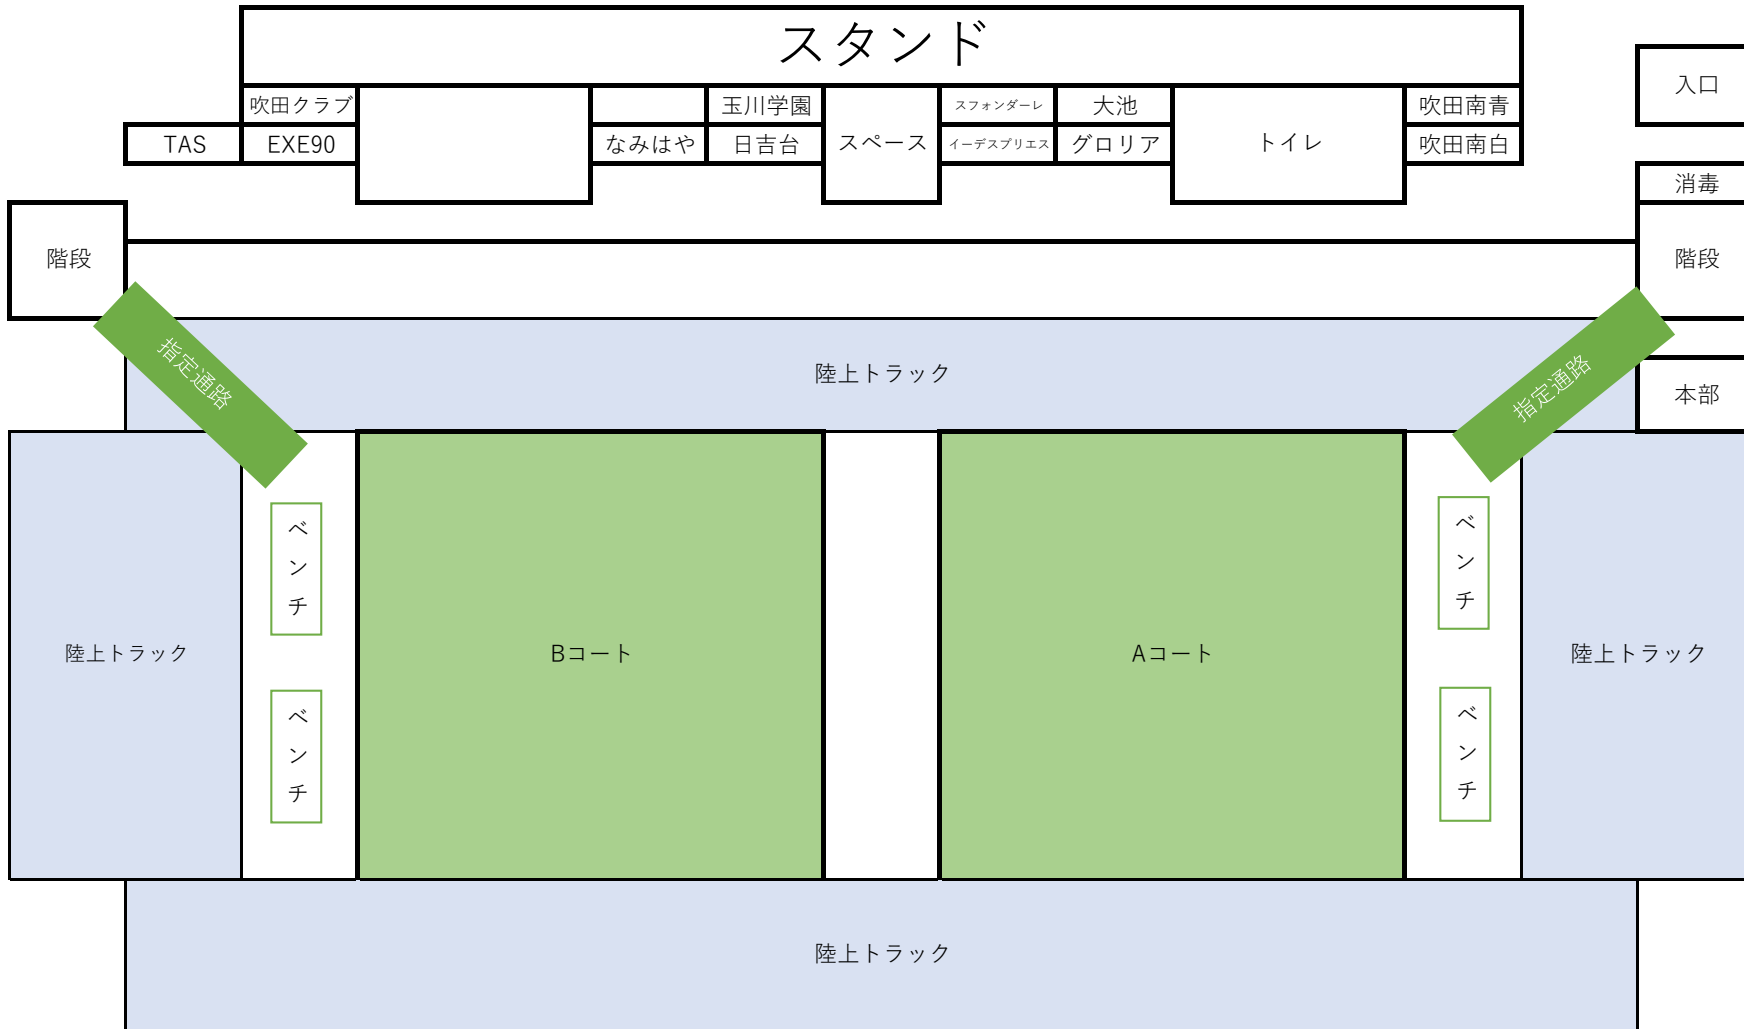 スタンド
入口
吹田クラブ
玉川学園
スフォンダーレ
大池
吹田南青
TAS
EXE90
なみはや
日吉台
スペース
イーデスプリエス
グロリア
トイレ
吹田南白
消毒
階段
階段
指定通路
指定通路
陸上トラック
本部
ベンチ
ベンチ
陸上トラック
Bコート
Aコート
陸上トラック
ベンチ
ベンチ
陸上トラック